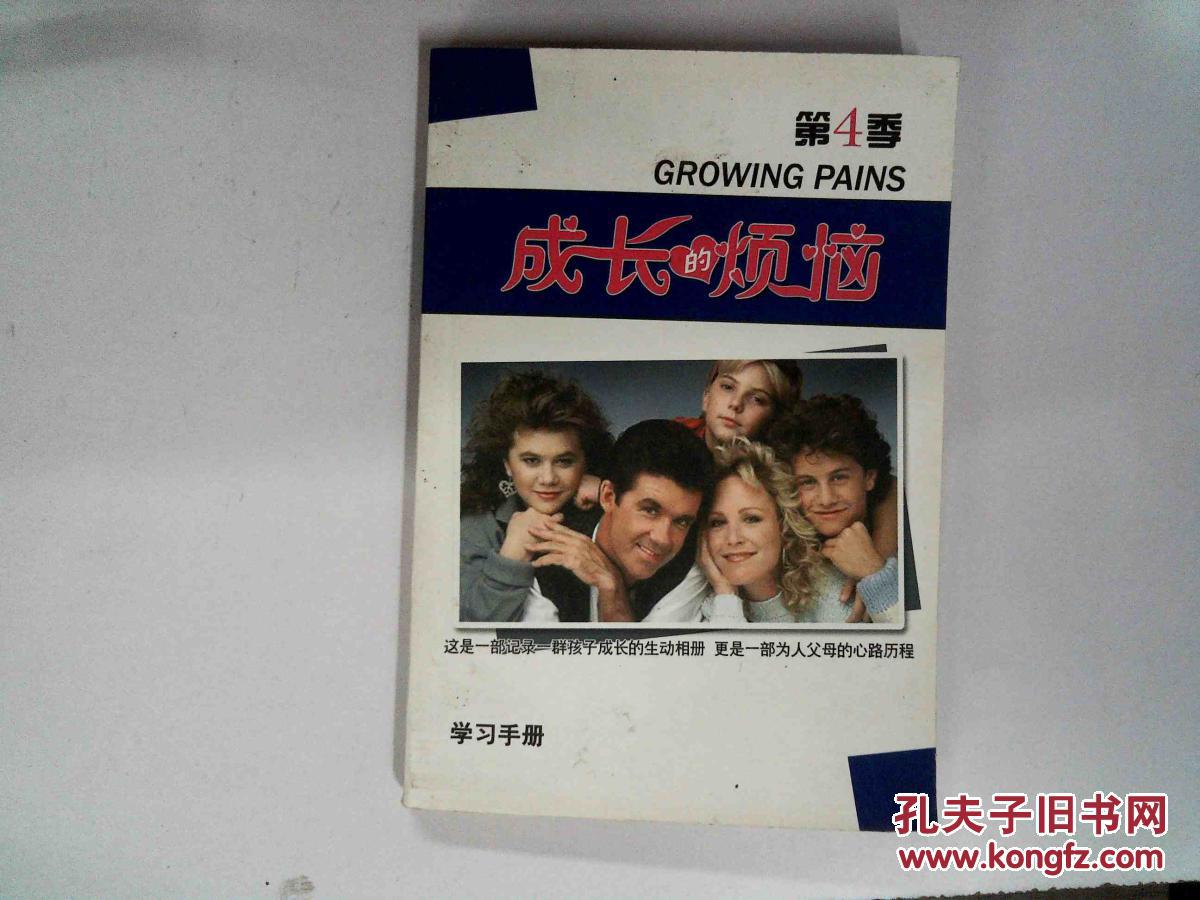 第4季
GROWING PAINS
成长的烦恼
这是一部记录一群孩子成长的生动相册 更是一部为人父母的心路历程
学习手册
孔夫子旧书网
www.kongfz.com